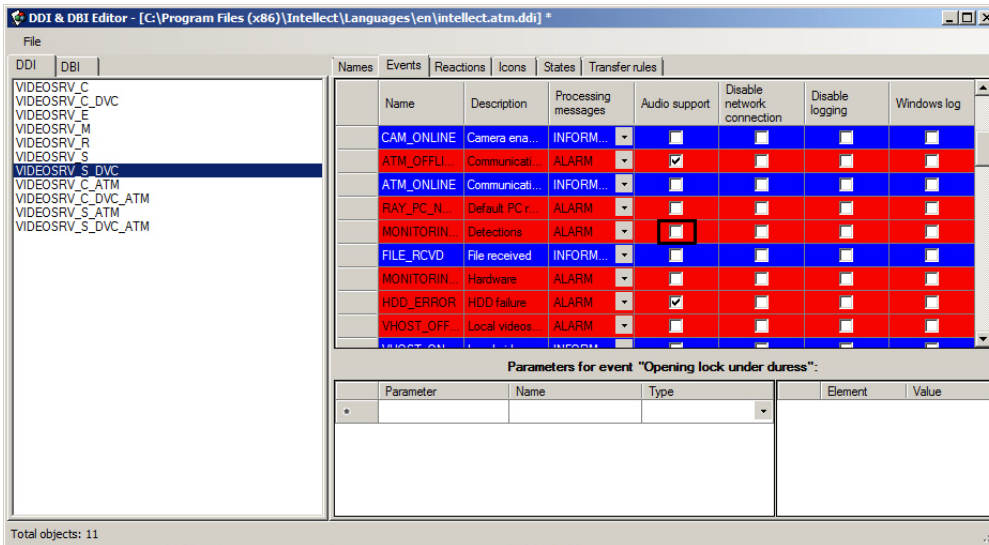 DDI & DBI Editor - [C:\Program Files (x86)\Intellect\Languages\en\intellect.atm.ddi] *
File
DDI DBI
VIDEOSRV_C
VIDEOSRV_C_DVC
VIDEOSRV_E
VIDEOSRV_M
VIDEOSRV_R
VIDEOSRV_S
VIDEOSRV_S_DVC
VIDEOSRV_C_ATM
VIDEOSRV_C_DVC_ATM
VIDEOSRV_S_ATM
VIDEOSRV_S_DVC_ATM
Names Events Reactions Icons States Transfer rules
Name Description Processing messages Audio support Disable network connection Disable logging Windows log
CAM_ONLINE Camera ena... INFORM...
ATM_OFFLI... Communicati... ALARM
ATM_ONLINE Communicati... INFORM...
RAY_PC_N... Default PC r... ALARM
MONITORIN... Detections ALARM
FILE_RCVD File received INFORM...
MONITORIN... Hardware ALARM
HDD_ERROR HDD failure ALARM
VHOST_OFF... Local videos... ALARM
Parameters for event "Opening lock under duress":
Parameter Name Type Element Value
*
Total objects: 11